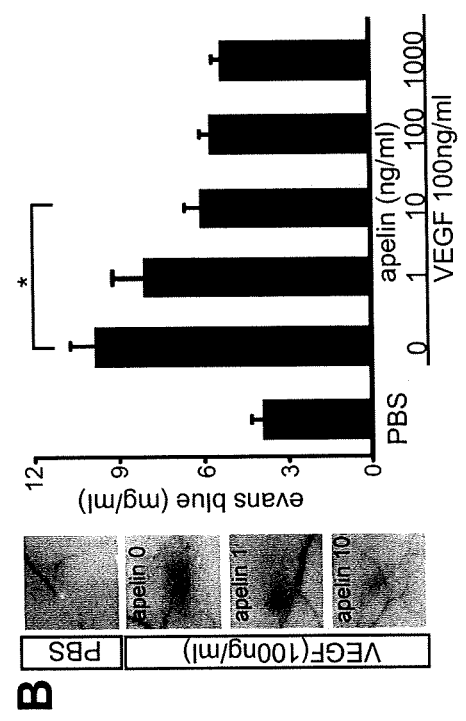 B
PBS
VEGF(100ng/ml)
apelin 0
apelin 1
apelin 10
evans blue (mg/ml)
12
9
6
3
0
*
PBS
0
1
10
100
1000
apelin (ng/ml)
VEGF 100ng/ml